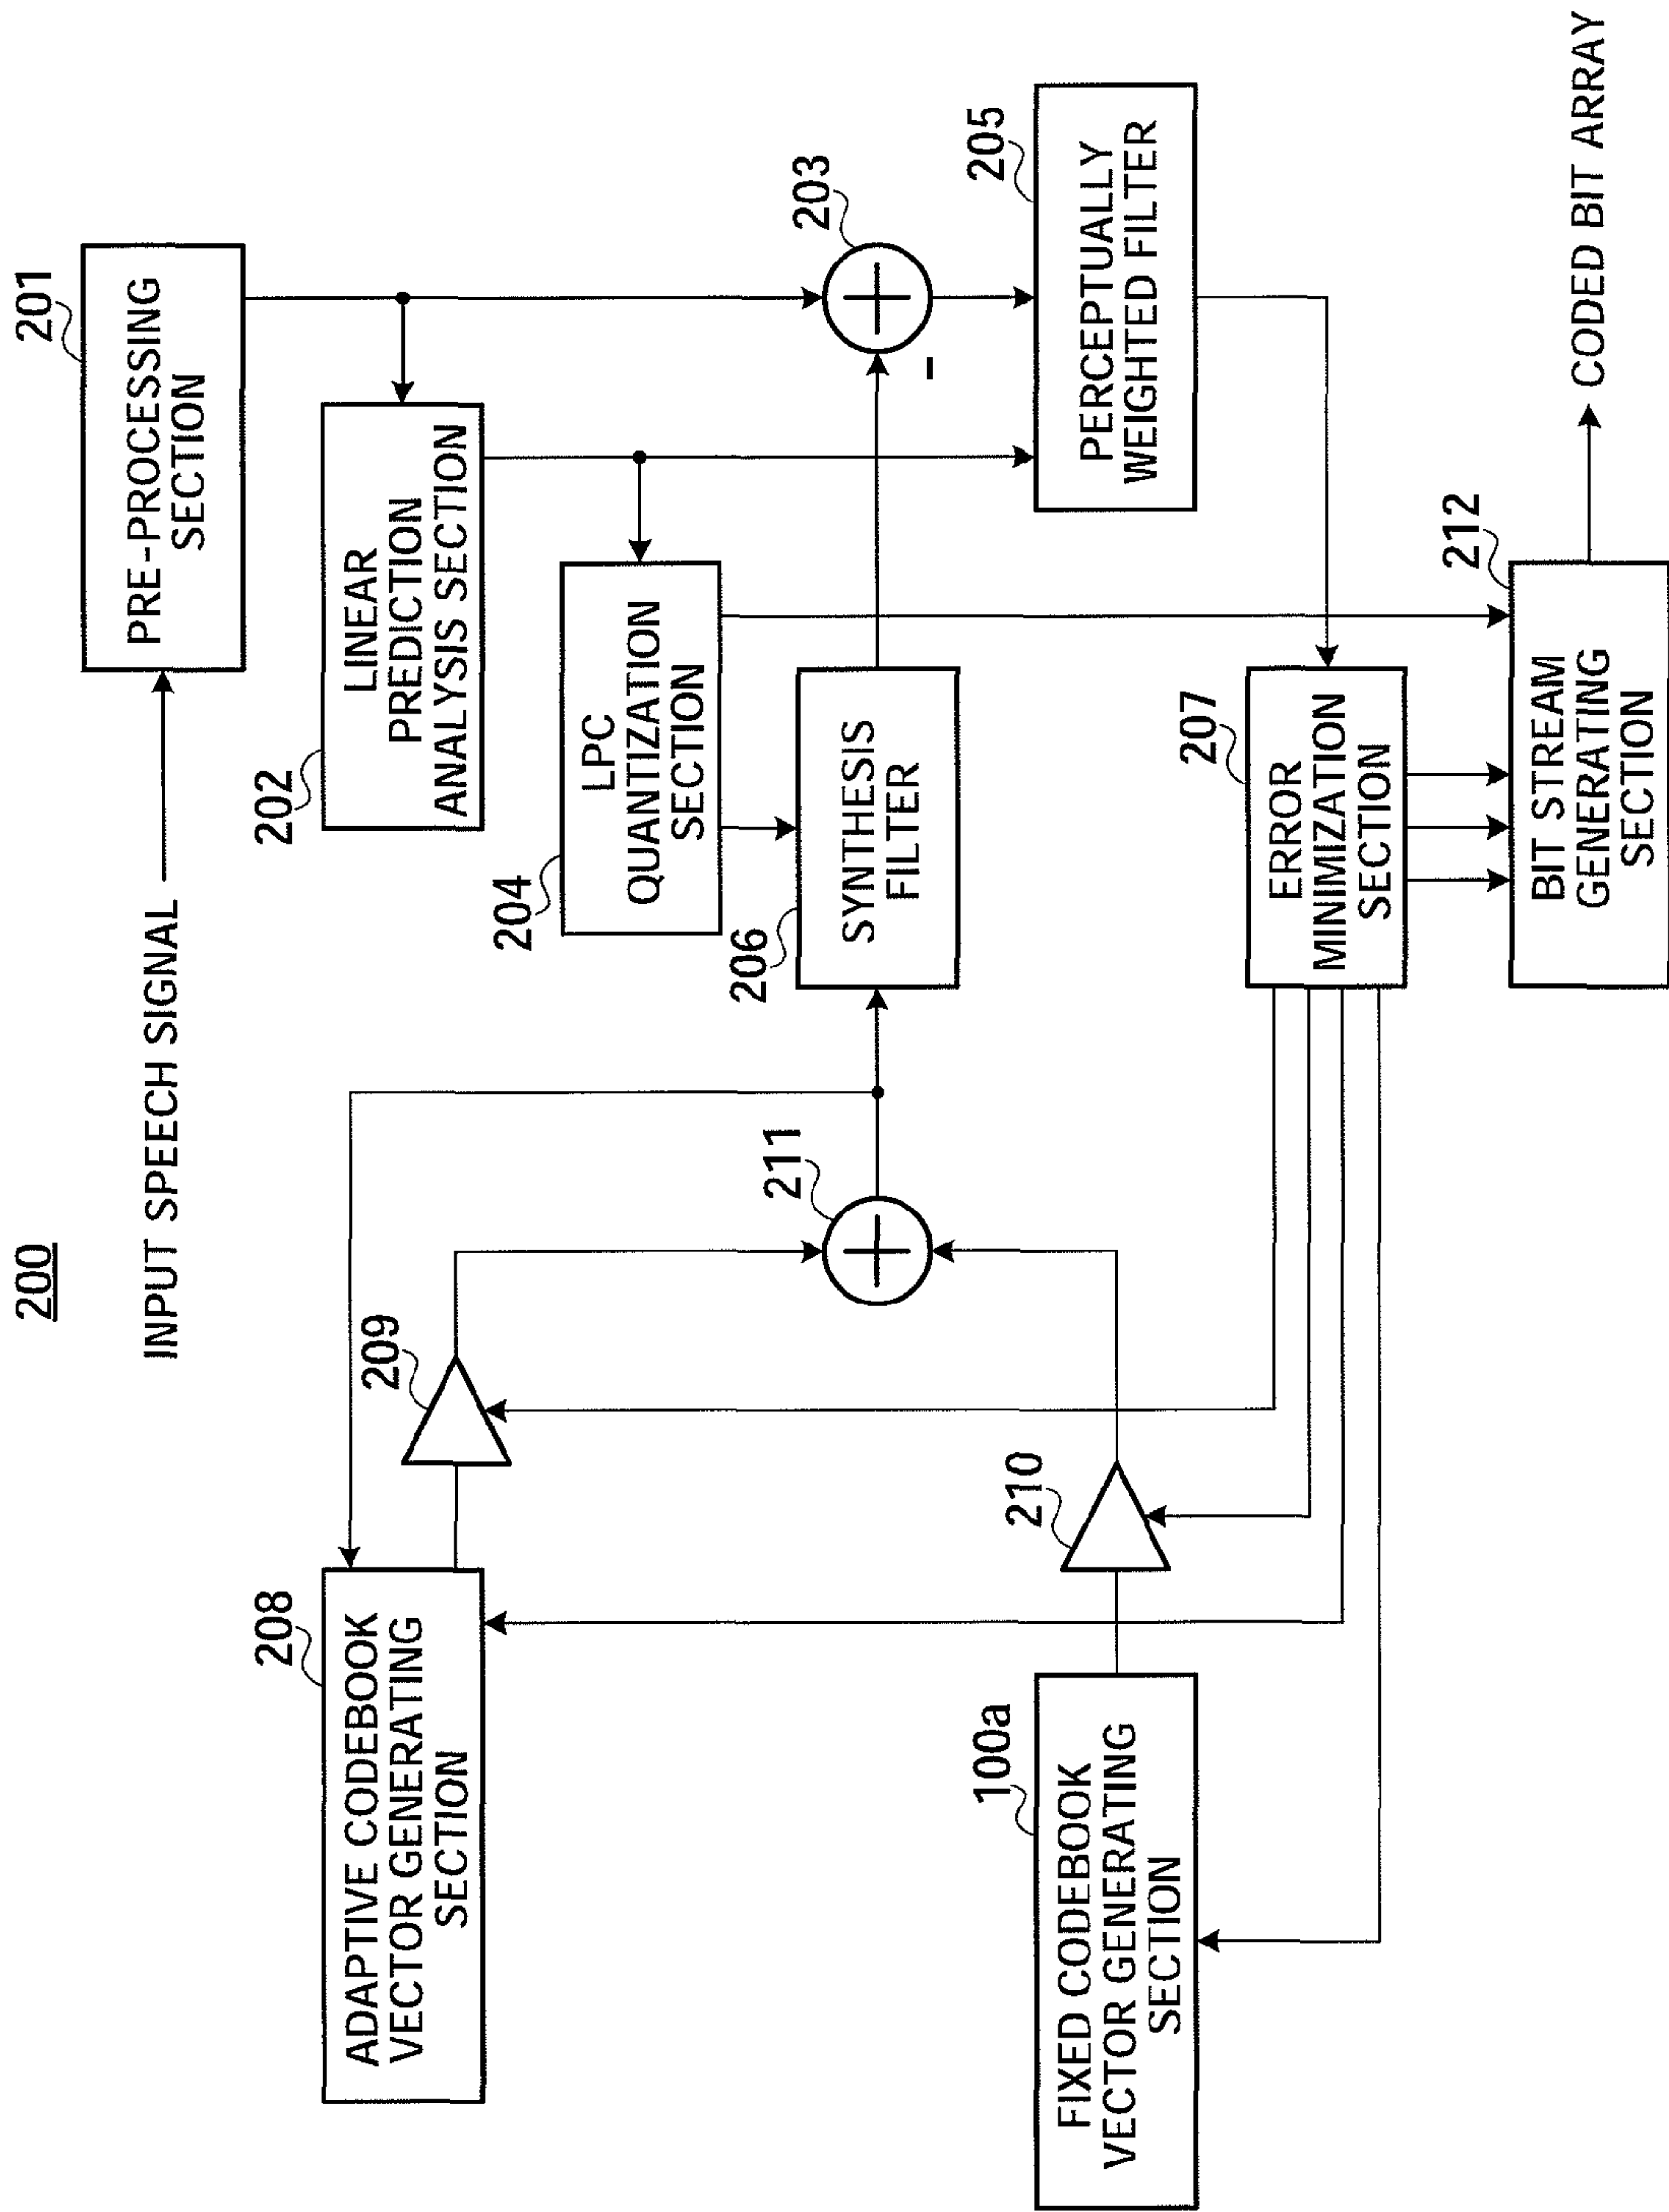 200
INPUT SPEECH SIGNAL
201
PRE-PROCESSING
SECTION
202
LINEAR
PREDICTION
ANALYSIS SECTION
203
204
LPC
QUANTIZATION
SECTION
205
PERCEPTUALLY
WEIGHTED FILTER
206
SYNTHESIS
FILTER
-
208
ADAPTIVE CODEBOOK
VECTOR GENERATING
SECTION
209
211
210
100a
FIXED CODEBOOK
VECTOR GENERATING
SECTION
207
ERROR
MINIMIZATION
SECTION
212
BIT STREAM
GENERATING
SECTION
CODED BIT ARRAY